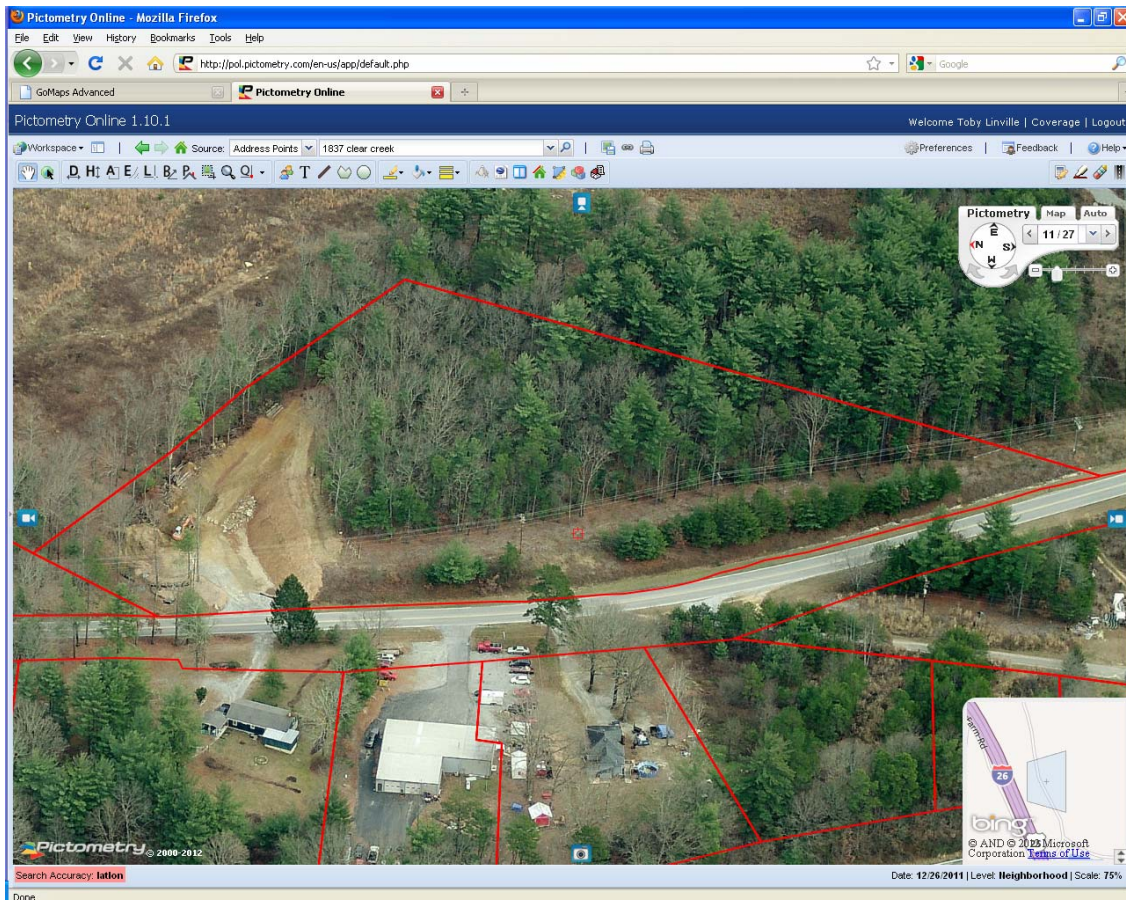 Pictometry Online - Mozilla Firefox
File Edit View History Bookmarks Tools Help
http://pol.pictometry.com/en-us/app/default.php
Google
GoMaps Advanced
Pictometry Online
Pictometry Online 1.10.1
Welcome Toby Linville | Coverage | Logout
Workspace
Source: Address Points
1837 clear creek
Preferences | Feedback | Help
Pictometry Map Auto
11 / 27
E
N S
W
Farm Rd
26
bing
Pictometry © 2000-2012
Corporation Terms of Use
Search Accuracy: latlon
Date: 12/26/2011 | Level: Neighborhood | Scale: 75%
Done